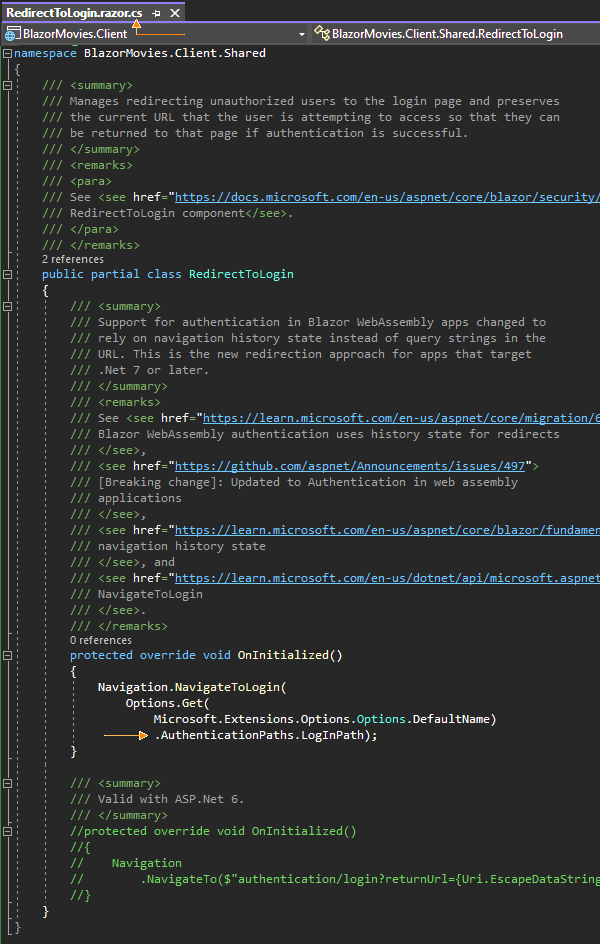 RedirectToLogin.razor.cs
BlazorMovies.Client BlazorMovies.Client.Shared.RedirectToLogin
namespace BlazorMovies.Client.Shared
{
/// <summary>
/// Manages redirecting unauthorized users to the login page and preserves
/// the current URL that the user is attempting to access so that they can
/// be returned to that page if authentication is successful.
/// </summary>
/// <remarks>
/// <para>
/// See <see href="https://docs.microsoft.com/en-us/aspnet/core/blazor/security/
/// RedirectToLogin component</see>.
/// </para>
/// </remarks>
2 references
public partial class RedirectToLogin
{
/// <summary>
/// Support for authentication in Blazor WebAssembly apps changed to
/// rely on navigation history state instead of query strings in the
/// URL. This is the new redirection approach for apps that target
/// .Net 7 or later.
/// </summary>
/// <remarks>
/// See <see href="https://learn.microsoft.com/en-us/aspnet/core/migration/6
/// Blazor WebAssembly authentication uses history state for redirects
/// </see>,
/// <see href="https://github.com/aspnet/Announcements/issues/497">
/// [Breaking change]: Updated to Authentication in web assembly
/// applications
/// </see>,
/// <see href="https://learn.microsoft.com/en-us/aspnet/core/blazor/fundamen
/// navigation history state
/// </see>, and
/// <see href="https://learn.microsoft.com/en-us/dotnet/api/microsoft.aspnet
/// NavigateToLogin
/// </see>.
/// </remarks>
0 references
protected override void OnInitialized()
{
Navigation.NavigateToLogin(
Options.Get(
Microsoft.Extensions.Options.Options.DefaultName)
.AuthenticationPaths.LogInPath);
}
/// <summary>
/// Valid with ASP.Net 6.
/// </summary>
//protected override void OnInitialized()
//{
// Navigation
// .NavigateTo($"authentication/login?returnUrl={Uri.EscapeDataString
//}
}
}